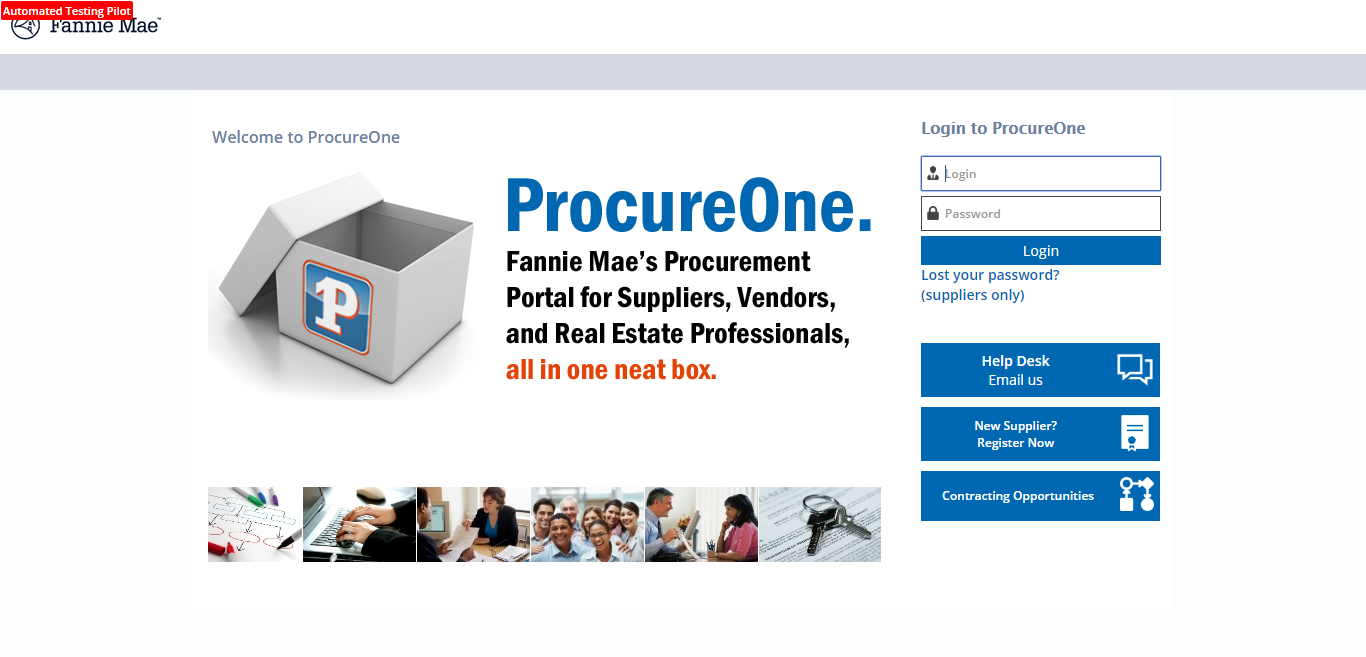 Automated Testing Pilot
Fannie Mae™
Welcome to ProcureOne
ProcureOne.
Fannie Mae’s Procurement
Portal for Suppliers, Vendors,
and Real Estate Professionals,
all in one neat box.
P
Login to ProcureOne
Login
Password
Login
Lost your password?
(suppliers only)
Help Desk
Email us
New Supplier?
Register Now
Contracting Opportunities